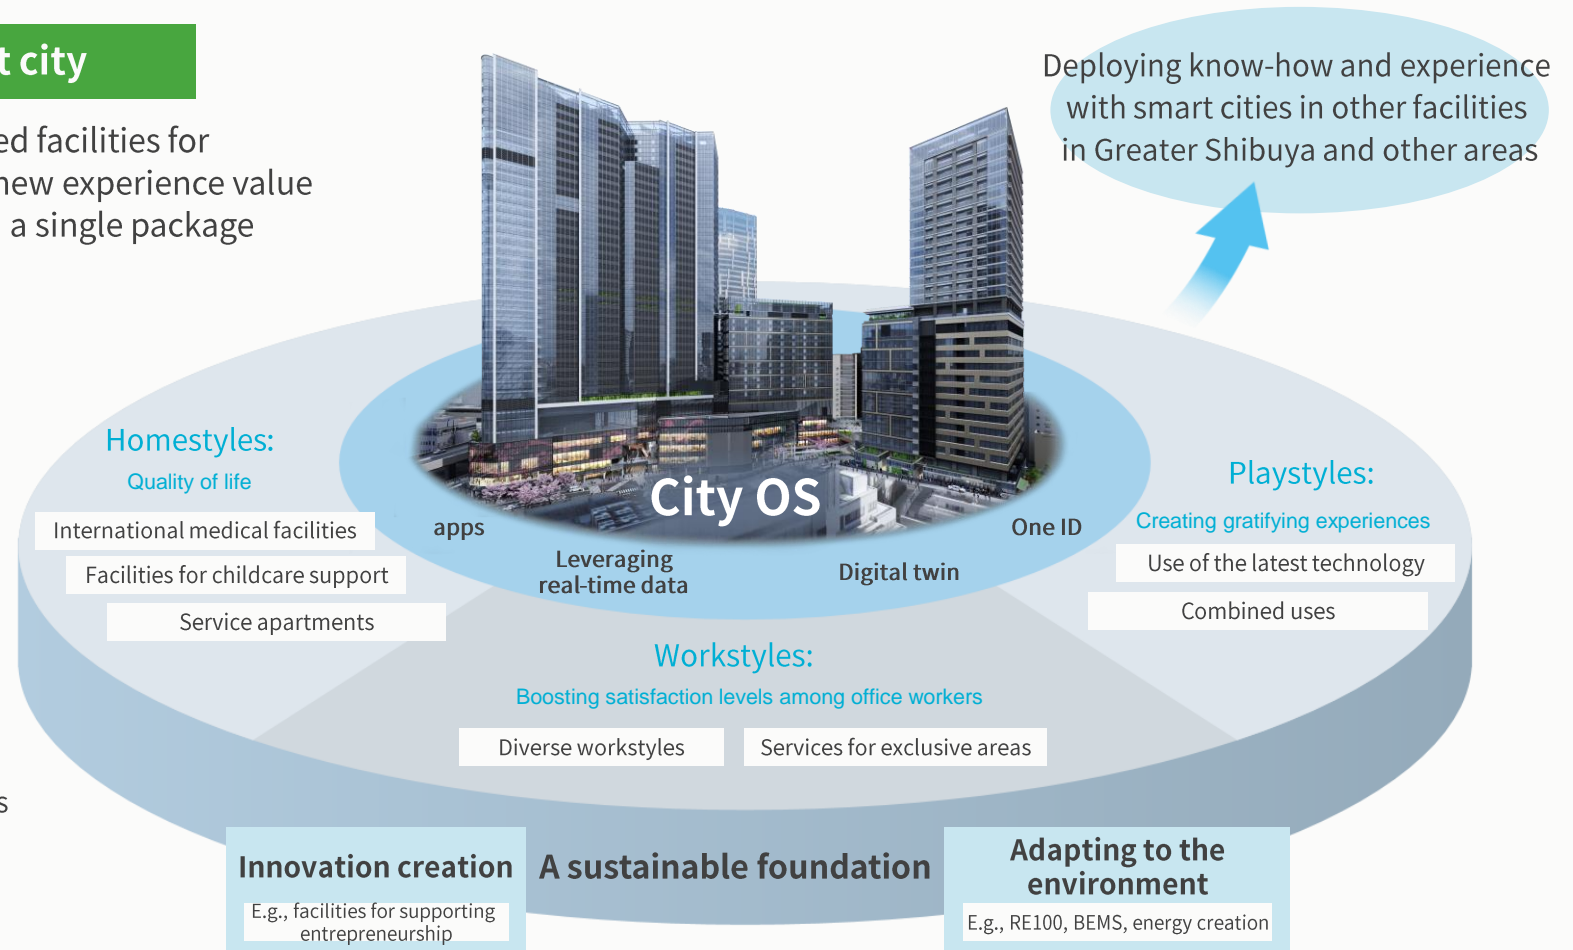 t city
ed facilities for
new experience value
a single package
Deploying know-how and experience
with smart cities in other facilities
in Greater Shibuya and other areas
Homestyles:
Quality of life
International medical facilities
Facilities for childcare support
Service apartments
City OS
apps
Leveraging
real-time data
Digital twin
One ID
Playstyles:
Creating gratifying experiences
Use of the latest technology
Combined uses
Workstyles:
Boosting satisfaction levels among office workers
Diverse workstyles
Services for exclusive areas
s
Innovation creation
E.g., facilities for supporting
entrepreneurship
A sustainable foundation
Adapting to the
environment
E.g., RE100, BEMS, energy creation